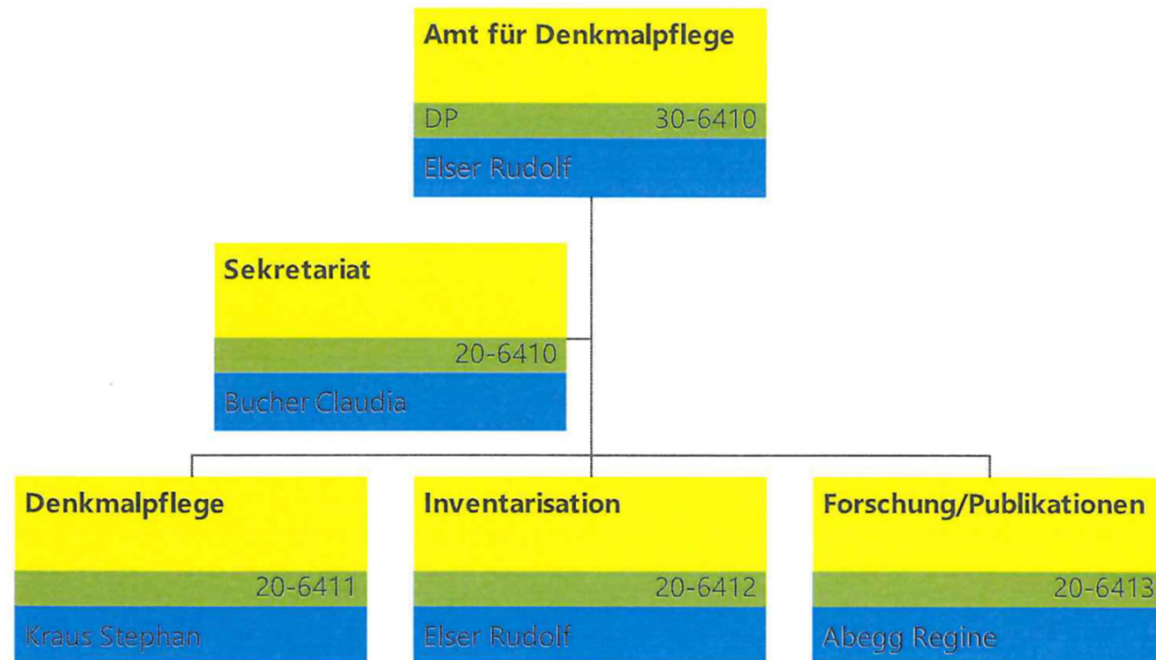 Amt für Denkmalpflege
DP 30-6410
Elser Rudolf
Sekretariat
20-6410
Bucher Claudia
Denkmalpflege
20-6411
Kraus Stephan
Inventarisation
20-6412
Elser Rudolf
Forschung/Publikationen
20-6413
Abegg Regine